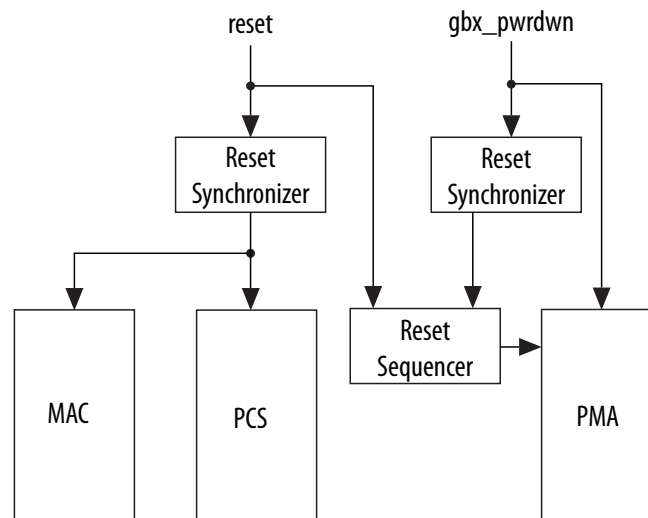 reset
gbx_pwrdwn
Reset
Synchronizer
Reset
Synchronizer
Reset
Sequencer
MAC
PCS
PMA